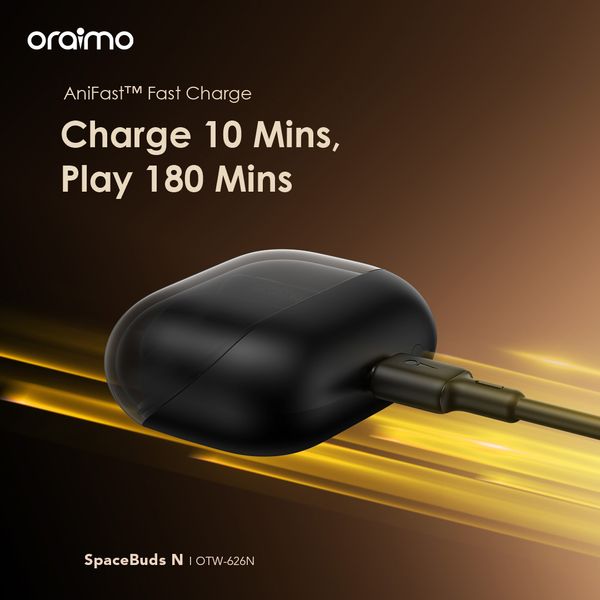 oraimo
AniFast™ Fast Charge
Charge 10 Mins,
Play 180 Mins
SpaceBuds N | OTW-626N